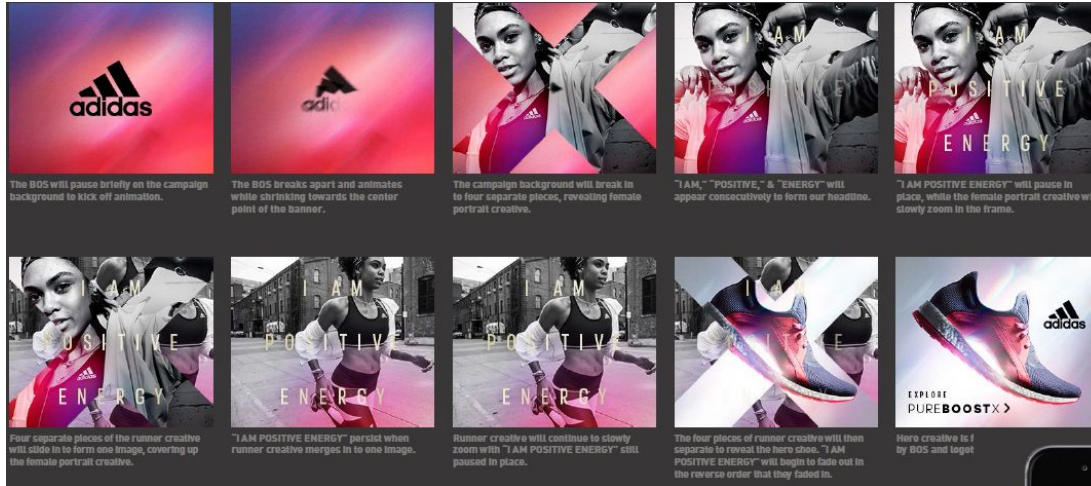 adidas
adid
I AM
I AM
POSITIVE
I AM
POSITIVE
ENERGY
The BOS will pause briefly on the campaign
background to kick off animation.
The BOS breaks apart and animates
while shrinking towards the center
point of the banner.
The campaign background will break in
to four separate pieces, revealing female
portrait creative.
"I AM," "POSITIVE," & "ENERGY" will
appear consecutively to form our headline.
"I AM POSITIVE ENERGY" will pause in
place, while the female portrait creative wi
slowly zoom in the frame.
I AM
POSITIVE
adidas
ENERGY
I AM
POSITIVE
ENERGY
I AM
POSITIVE
ENERGY
I AM
adidas
EXPLORE
PUREBOOSTX >
Four separate pieces of the runner creative
will slide in to form one image, covering up
the female portrait creative.
"I AM POSITIVE ENERGY" persist when
runner creative merges in to one image.
Runner creative will continue to slowly
zoom with "I AM POSITIVE ENERGY" still
paused in place.
The four pieces of runner creative will then
separate to reveal the hero shoe. "I AM
POSITIVE ENERGY" will begin to fade out in
the reverse order that they faded in.
Hero creative is f
by BOS and logot